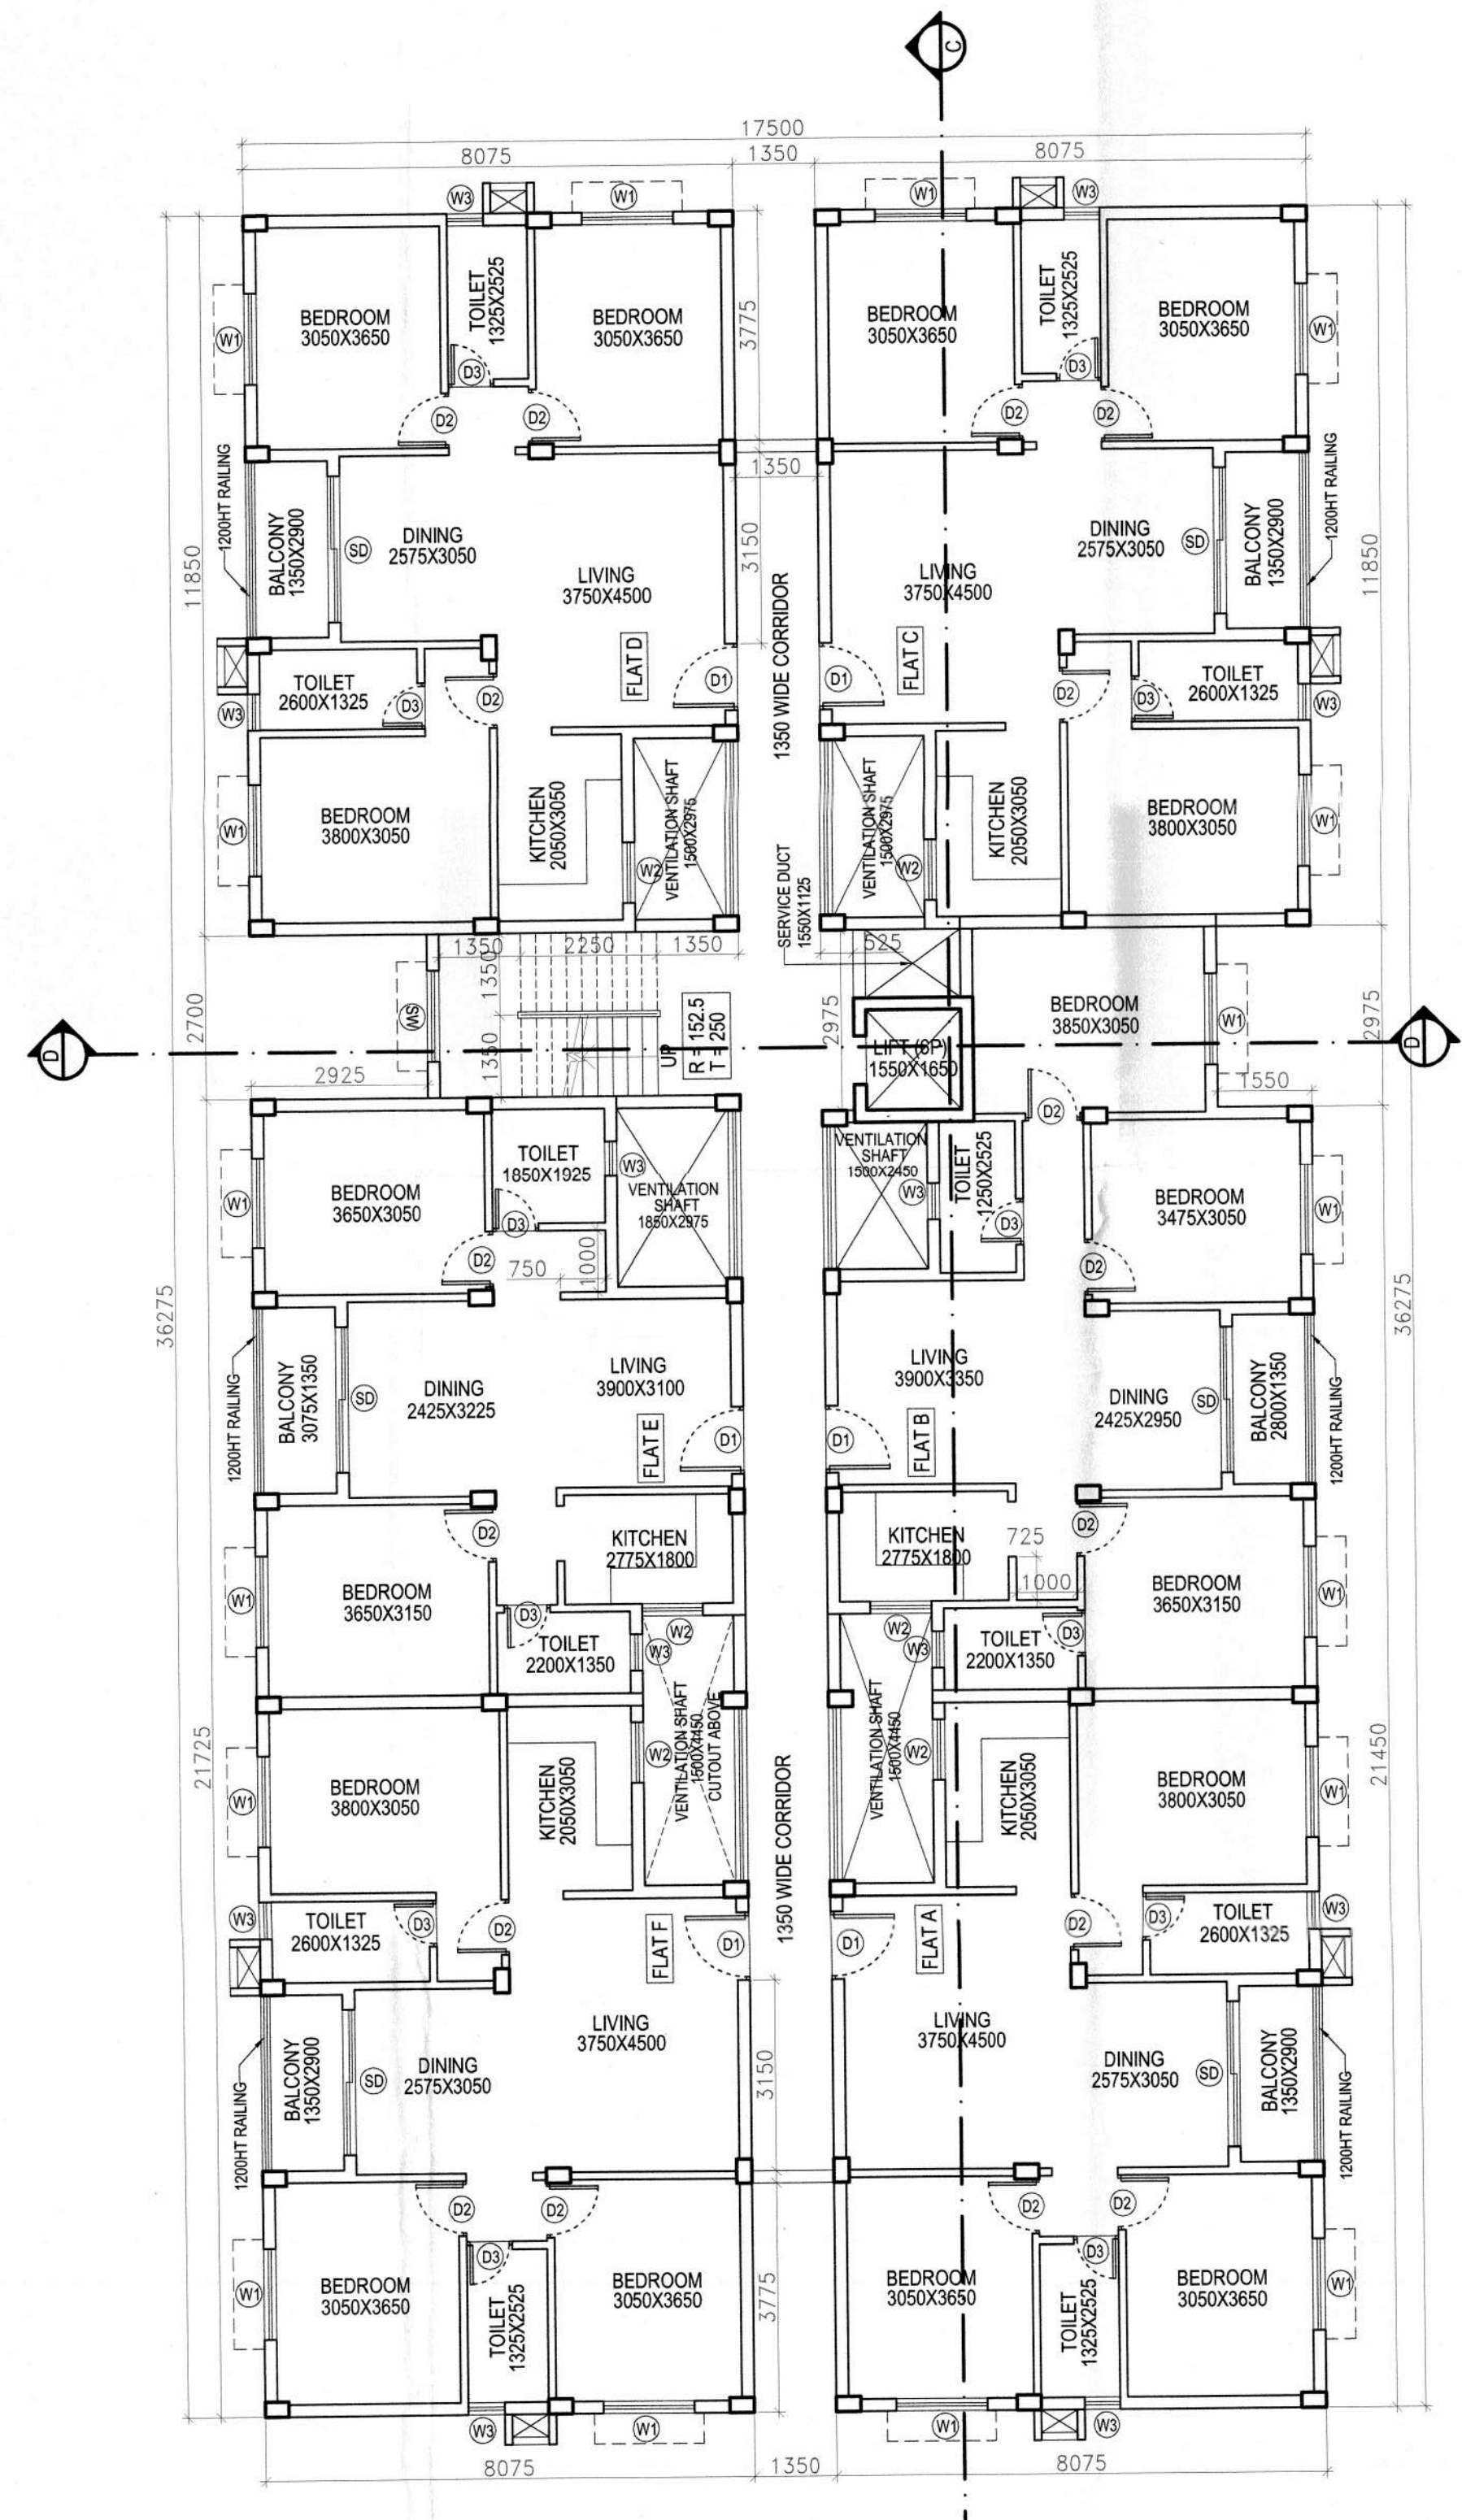 C
17500
8075
1350
8075
W3
W1
W1
W3
BEDROOM
3050X3650
TOILET
1325X2525
BEDROOM
3050X3650
3775
BEDROOM
3050X3650
TOILET
1325X2525
BEDROOM
3050X3650
W1
W1
D3
D3
D2
D2
D2
D2
1350
1200HT RAILING
BALCONY
1350X2900
SD
DINING
2575X3050
LIVING
3750X4500
3150
LIVING
3750X4500
DINING
2575X3050
SD
BALCONY
1350X2900
1200HT RAILING
11850
11850
FLAT D
D1
1350 WIDE CORRIDOR
D1
FLAT C
TOILET
2600X1325
D3
D2
D2
D3
TOILET
2600X1325
W3
W3
BEDROOM
3800X3050
KITCHEN
2050X3050
W2
VENTILATION SHAFT
1500X2975
VENTILATION SHAFT
1500X2975
W2
KITCHEN
2050X3050
BEDROOM
3800X3050
W1
W1
SERVICE DUCT
1550X1125
1350
2250
1350
525
1350
2700
SW
1350
UP
R = 152.5
T = 250
2975
LIFT (6P)
1550X1650
BEDROOM
3850X3050
W1
2975
D
D
2925
1550
D2
W1
BEDROOM
3650X3050
TOILET
1850X1925
W3
VENTILATION
SHAFT
1850X2975
VENTILATION
SHAFT
1500X2450
W3
TOILET
1250X2525
BEDROOM
3475X3050
W1
D3
D3
D2
D2
750
1000
36275
36275
1200HT RAILING
BALCONY
3075X1350
SD
DINING
2425X3225
LIVING
3900X3100
LIVING
3900X3350
DINING
2425X2950
SD
BALCONY
2800X1350
1200HT RAILING
FLAT E
D1
D1
FLAT B
D2
KITCHEN
2775X1800
KITCHEN
2775X1800
725
D2
1000
W1
BEDROOM
3650X3150
D3
TOILET
2200X1350
W2
W3
W2
W3
TOILET
2200X1350
D3
BEDROOM
3650X3150
W1
21725
21450
W1
BEDROOM
3800X3050
KITCHEN
2050X3050
W2
VENTILATION SHAFT
1500X4450
CUTOUT ABOVE
VENTILATION SHAFT
1500X4450
W2
KITCHEN
2050X3050
BEDROOM
3800X3050
W1
1350 WIDE CORRIDOR
W3
TOILET
2600X1325
D3
D2
FLAT F
D1
D1
FLAT A
D2
D3
TOILET
2600X1325
W3
1200HT RAILING
BALCONY
1350X2900
SD
DINING
2575X3050
LIVING
3750X4500
3150
LIVING
3750X4500
DINING
2575X3050
SD
BALCONY
1350X2900
1200HT RAILING
D2
D2
D2
D2
D3
D3
W1
BEDROOM
3050X3650
TOILET
1325X2525
BEDROOM
3050X3650
3775
BEDROOM
3050X3650
TOILET
1325X2525
BEDROOM
3050X3650
W1
W3
W1
W1
W3
8075
1350
8075